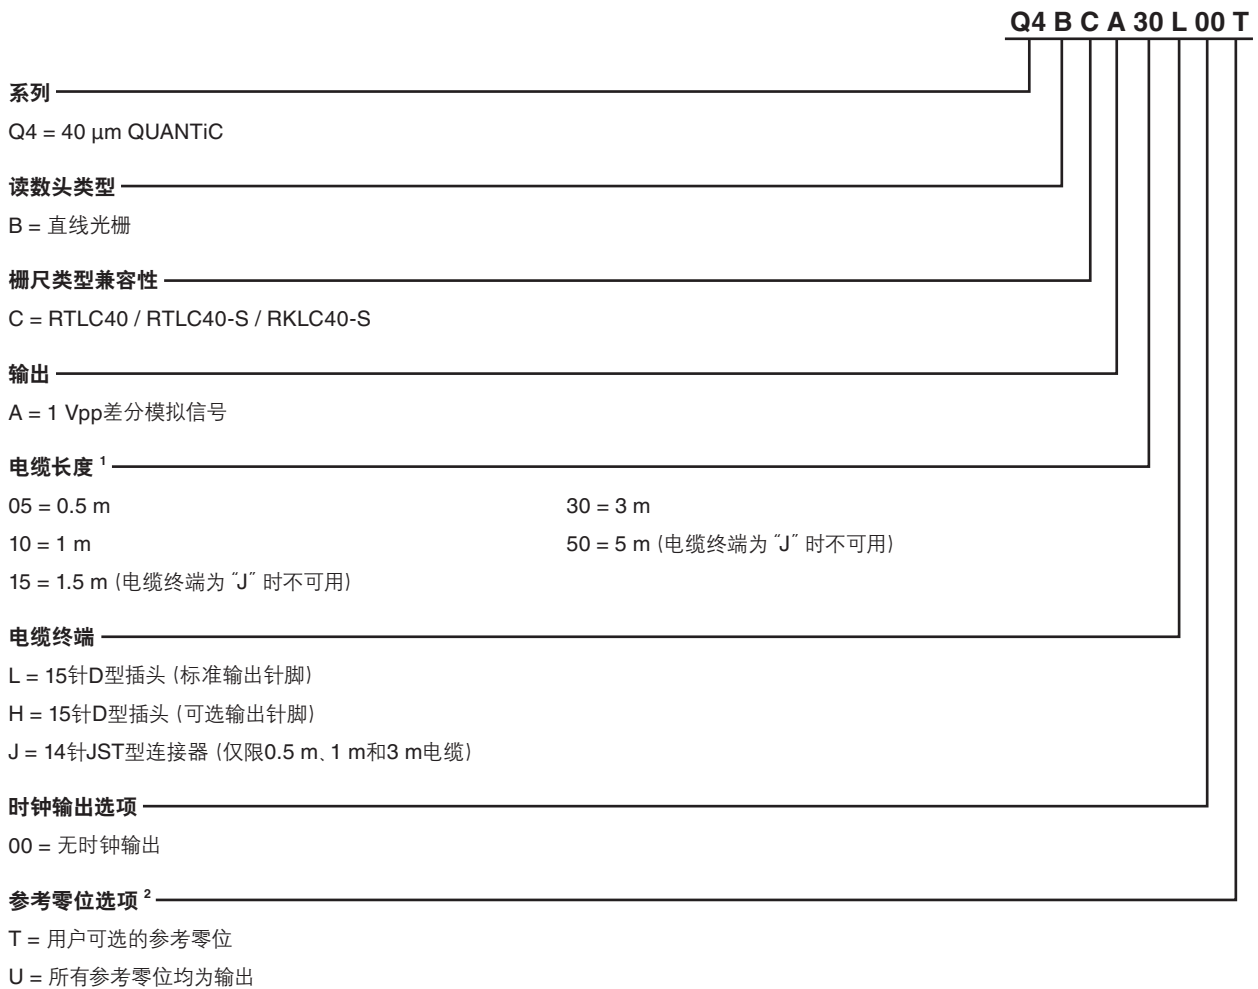 Q4 B C A 30 L 00 T
系列
Q4 = 40 µm QUANTiC
读数头类型
B = 直线光栅
栅尺类型兼容性
C = RTLC40 / RTLC40-S / RKLC40-S
输出
A = 1 Vpp差分模拟信号
电缆长度 1
05 = 0.5 m
10 = 1 m
15 = 1.5 m (电缆终端为 ″J″ 时不可用)
30 = 3 m
50 = 5 m (电缆终端为 ″J″ 时不可用)
电缆终端
L = 15针D型插头 (标准输出针脚)
H = 15针D型插头 (可选输出针脚)
J = 14针JST型连接器 (仅限0.5 m、1 m和3 m电缆)
时钟输出选项
00 = 无时钟输出
参考零位选项 2
T = 用户可选的参考零位
U = 所有参考零位均为输出